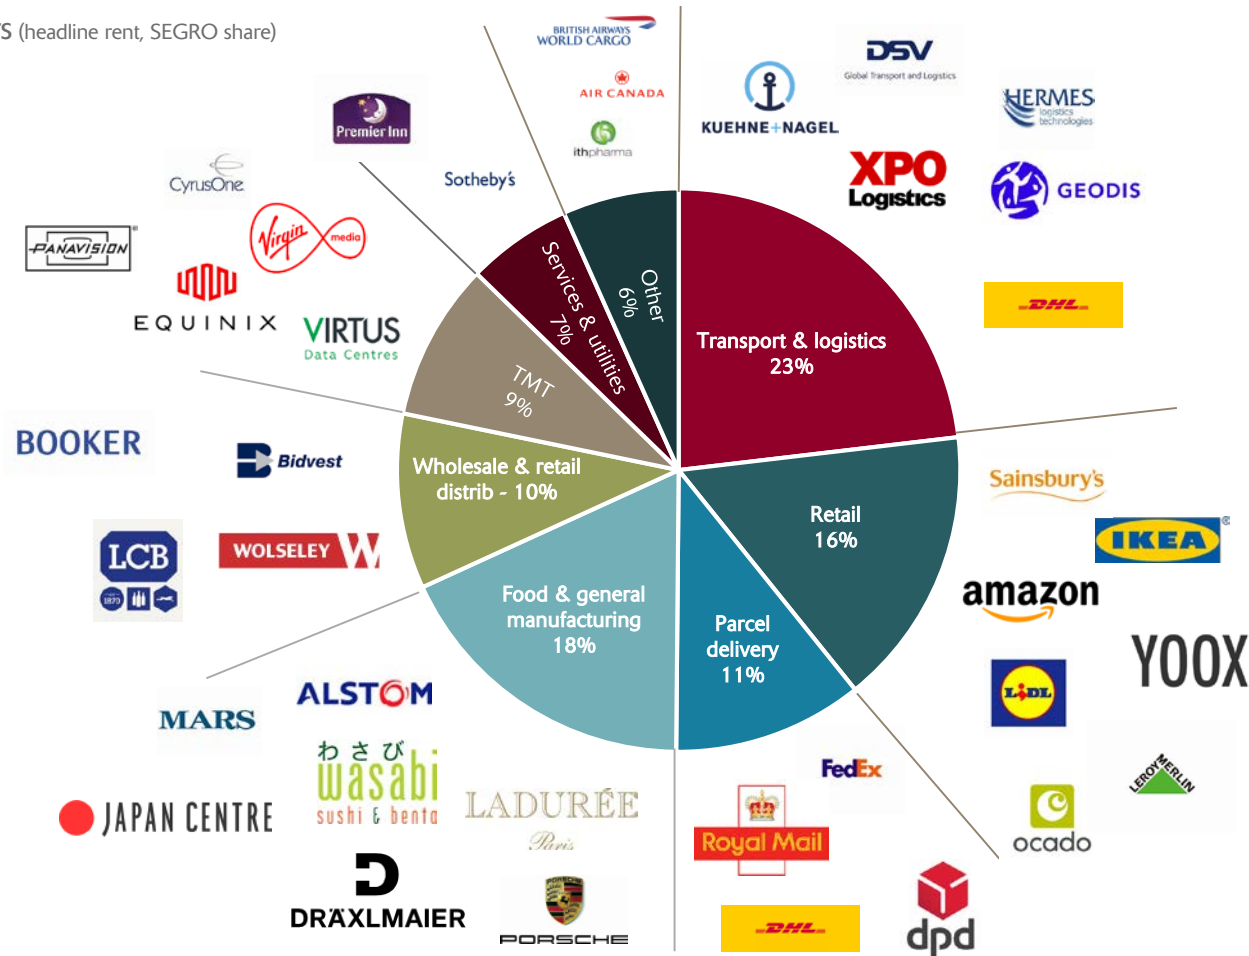 (headline rent, SEGRO share)
BRITISH AIRWAYS
WORLD CARGO
AIR CANADA
ithpharma
KUEHNE+NAGEL
DSV
Global Transport and Logistics
HERMES
logistics
technologies
XPO
Logistics
GEODIS
DHL
Premier Inn
Sotheby's
CyrusOne
Virgin
media
PANAVISION
EQUINIX
VIRTUS
Data Centres
Other
6%
Services & utilities
7%
Transport & logistics
23%
TMT
9%
BOOKER
Bidvest
Wholesale & retail
distrib - 10%
LCB
1870
WOLSELEY
Retail
16%
Sainsbury's
IKEA
amazon
YOOX
LIDL
LEROY MERLIN
ocado
Food & general
manufacturing
18%
Parcel
delivery
11%
MARS
ALSTOM
わさび
wasabi
sushi & bento
JAPAN CENTRE
LADURÉE
Paris
DRÄXLMAIER
PORSCHE
PORSCHE
FedEx
Royal Mail
DHL
dpd